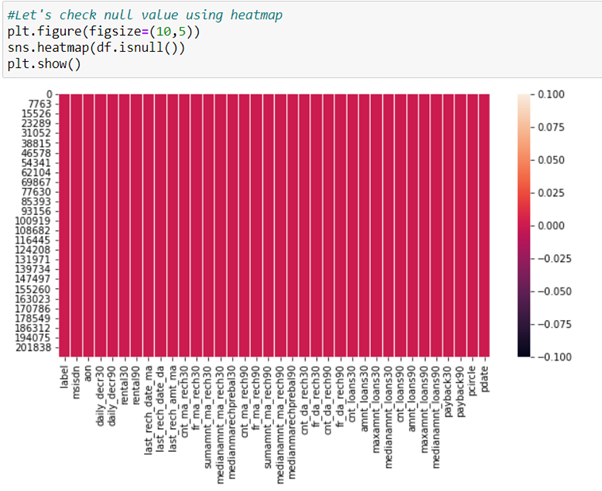 #Let's check null value using heatmap
plt.figure(figsize=(10,5))
sns.heatmap(df.isnull())
plt.show()
0
7763
15526
23289
31052
38815
46578
54341
62104
69867
77630
85393
93156
100919
108682
116445
124208
131971
139734
147497
155260
163023
170786
178549
186312
194075
201838
0.100
0.075
0.050
0.025
0.000
−0.025
−0.050
−0.075
−0.100
label
msisdn
aon
daily_decr30
daily_decr90
rental30
rental90
last_rech_date_ma
last_rech_date_da
last_rech_amt_ma
cnt_ma_rech30
fr_ma_rech30
sumamnt_ma_rech30
medianamnt_ma_rech30
medianmarechprebal30
cnt_ma_rech90
fr_ma_rech90
sumamnt_ma_rech90
medianamnt_ma_rech90
medianmarechprebal90
cnt_da_rech30
fr_da_rech30
cnt_da_rech90
fr_da_rech90
cnt_loans30
amnt_loans30
maxamnt_loans30
medianamnt_loans30
cnt_loans90
amnt_loans90
maxamnt_loans90
medianamnt_loans90
payback30
payback90
pcircle
pdate